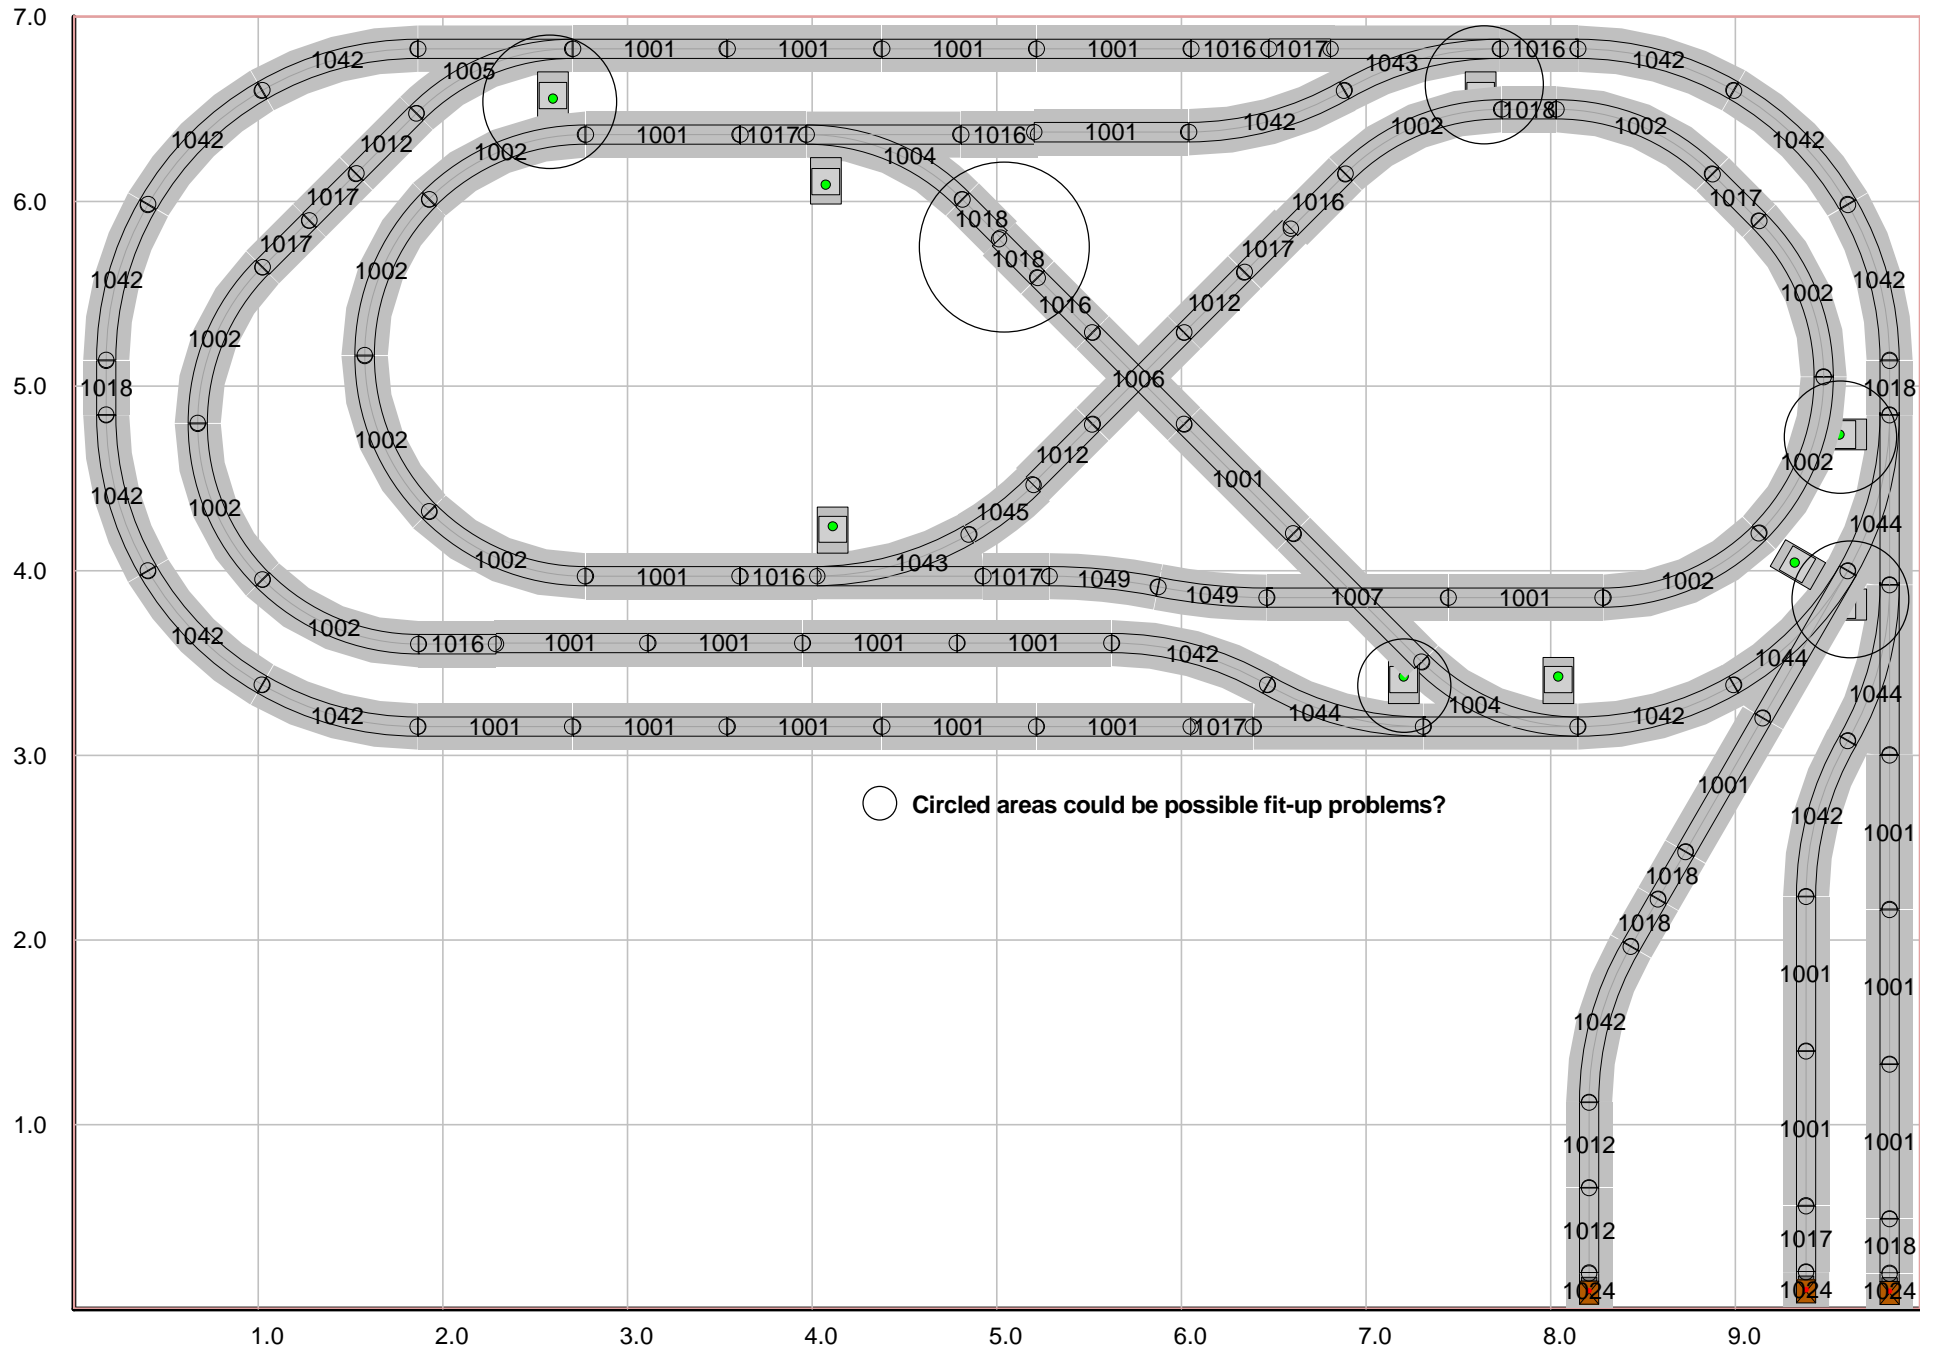 7.0
1042 1001 1001 1001 1001 1016 1017 1016 1042
1005 1043
1042 1012 1002 1001 1017 1004 1016 1001 1042 1002 1018 1002 1042
6.0
1017 1018 1016 1017
1042 1017 1002 1018 1016 1012 1017 1002 1042
1002
5.0
1018 1006 1018
1042 1002 1002 1012 1001 1002
1002 1045 1044
4.0
1002 1001 1016 1043 1017 1049 1049 1007 1001 1002
1042 1002 1016 1001 1001 1001 1001 1042 1044
1042 1001 1001 1001 1001 1001 1017 1044 1004 1042 1044
3.0
Circled areas could be possible fit-up problems?
1001
1042 1001
1018
2.0
1018
1001 1001
1042
1.0
1012 1001 1001
1012 1017 1018
1024 1024 1024
1.0 2.0 3.0 4.0 5.0 6.0 7.0 8.0 9.0